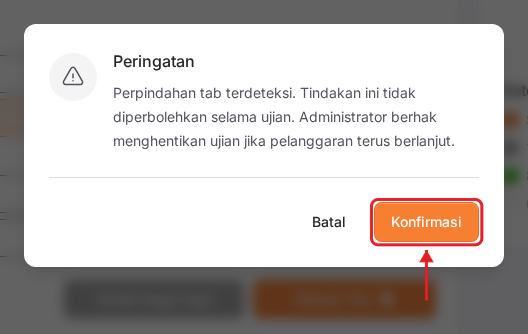 Peringatan
Perpindahan tab terdeteksi. Tindakan ini tidak
diperbolehkan selama ujian. Administrator berhak
menghentikan ujian jika pelanggaran terus berlanjut.
Batal
Konfirmasi